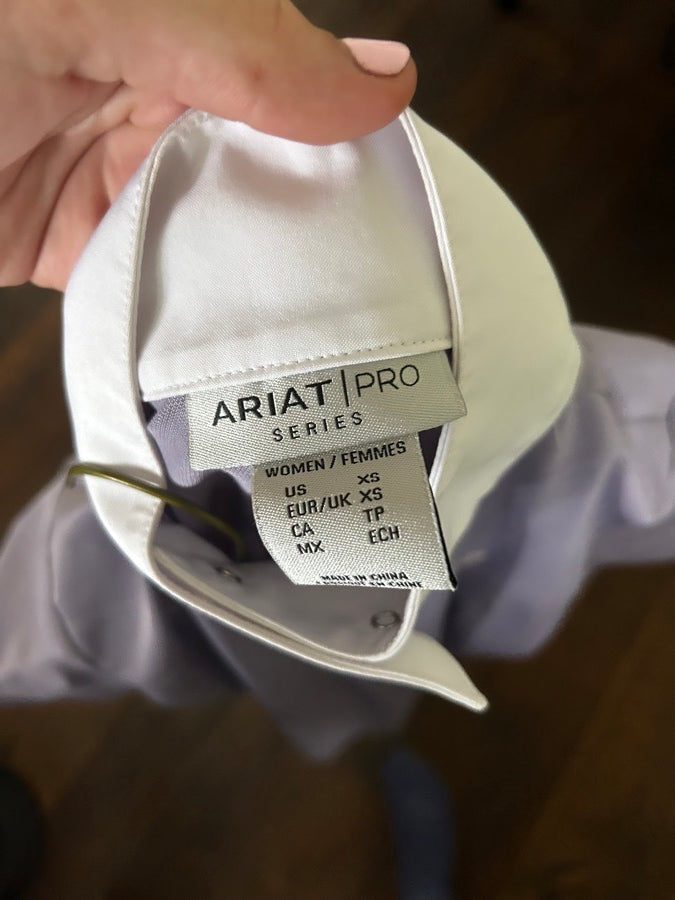 ARIAT | PRO
SERIES
WOMEN / FEMMES
US XS
EUR/UK XS
CA TP
MX ECH
MADE IN CHINA